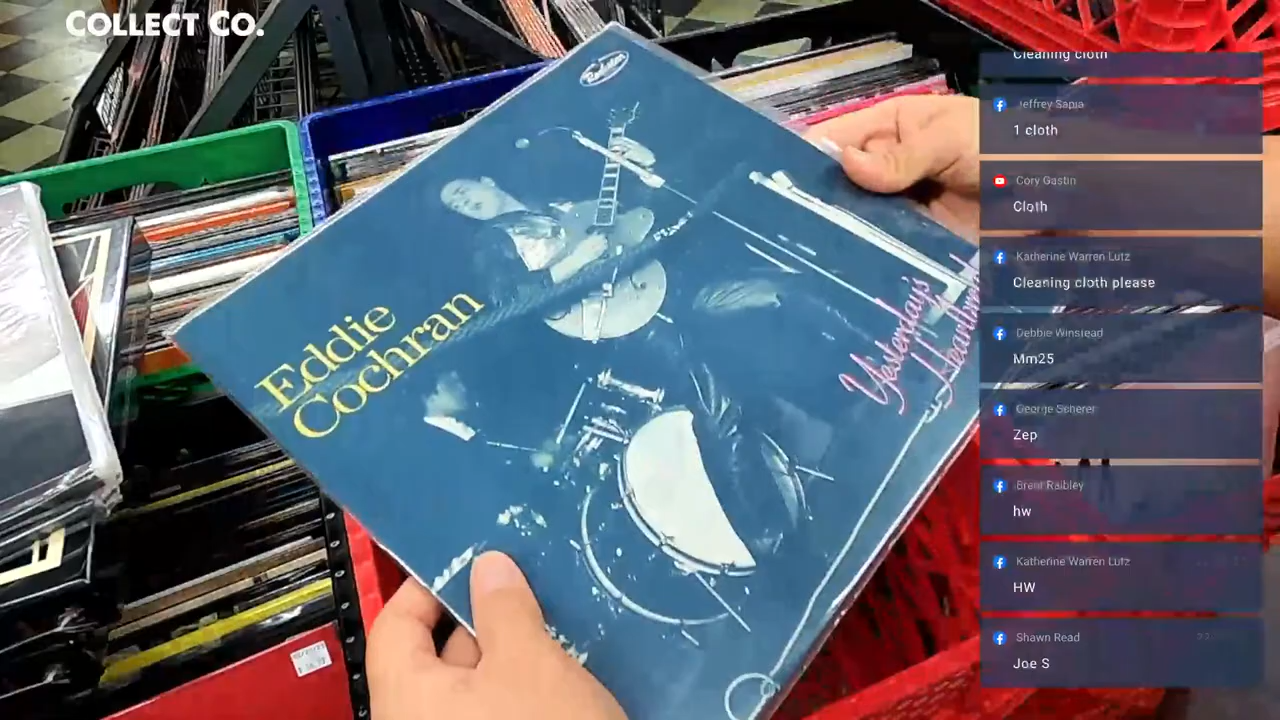 COLLECT CO.
Rockstar
Eddie
Cochran
Yesterday's
Cleaning cloth
Jeffrey Sapia
1 cloth
Cory Gastin
Cloth
Katherine Warren Lutz
Cleaning cloth please
Debbie Winstead
Mm25
George Scherer
Zep
Brent Raibley
hw
Katherine Warren Lutz
HW
Shawn Read
Joe S